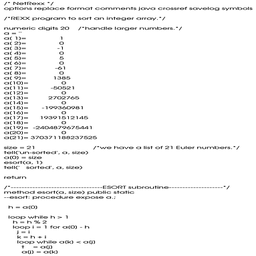 /* NetRexx */
options replace format comments java crossref savelog symbols
/*REXX program to sort an integer array.*/
numeric digits 20 /*handle larger numbers.*/
a = ''
a( 1)= 1
a( 2)= 0
a( 3)= -1
a( 4)= 0
a( 5)= 5
a( 6)= 0
a( 7)= -61
a( 8)= 0
a( 9)= 1385
a(10)= 0
a(11)= -50521
a(12)= 0
a(13)= 2702765
a(14)= 0
a(15)= -199360981
a(16)= 0
a(17)= 19391512145
a(18)= 0
a(19)= -2404879675441
a(20)= 0
a(21)= 370371188237525
size = 21 /*we have a list of 21 Euler numbers.*/
tell('un-sorted', a, size)
a(0) = size
esort(a, 1)
tell(' sorted', a, size)
return
/*----------------------------------ESORT subroutine--------------------*/
method esort(a, size) public static
--esort: procedure expose a.;
h = a(0)
loop while h > 1
h = h % 2
loop i = 1 for a(0) - h
j = i
k = h + i
loop while a(k) < a(j)
t = a(j)
a(j) = a(k)